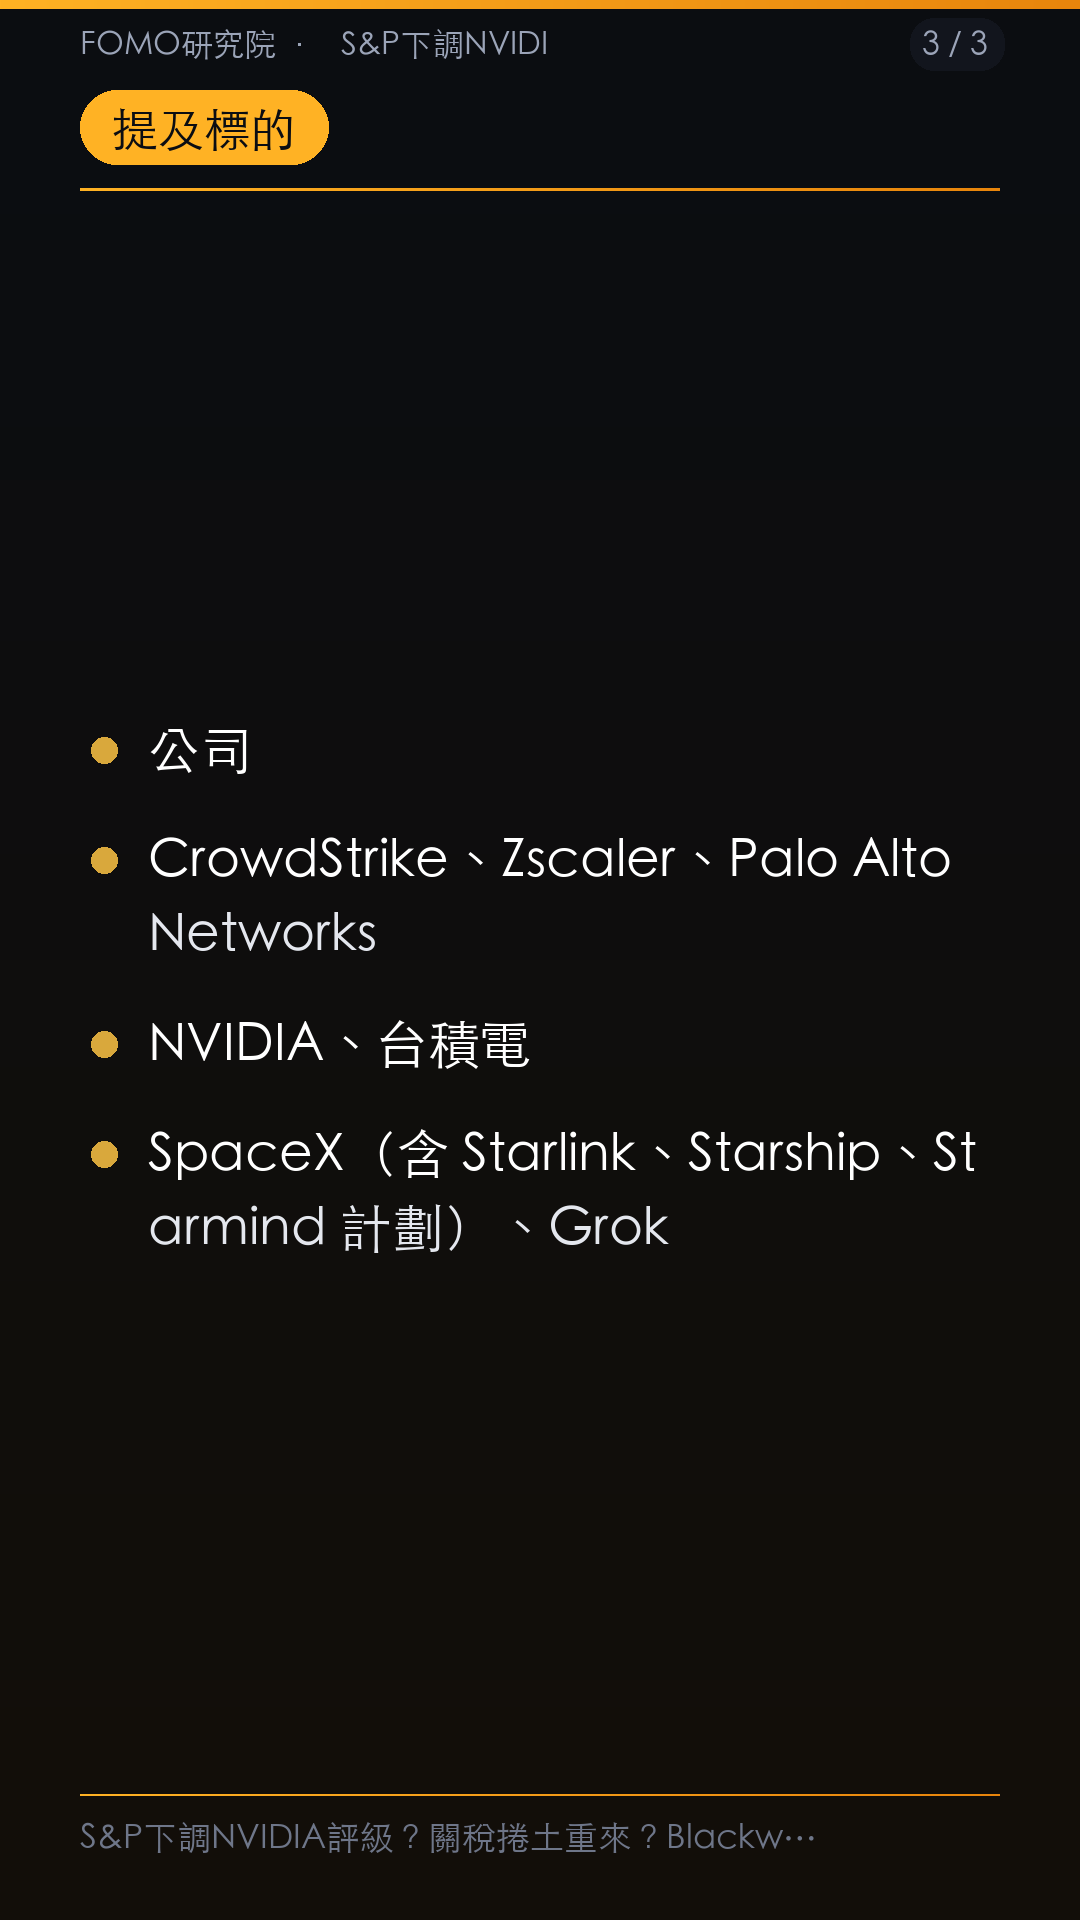 FOMO研究院 · S&P下調NVIDI
3 / 3
提及標的
公司
CrowdStrike、Zscaler、Palo Alto
Networks
NVIDIA、台積電
SpaceX（含 Starlink、Starship、St
armind 計劃）、Grok
S&P下調NVIDIA評級？關稅捲土重來？Blackw…